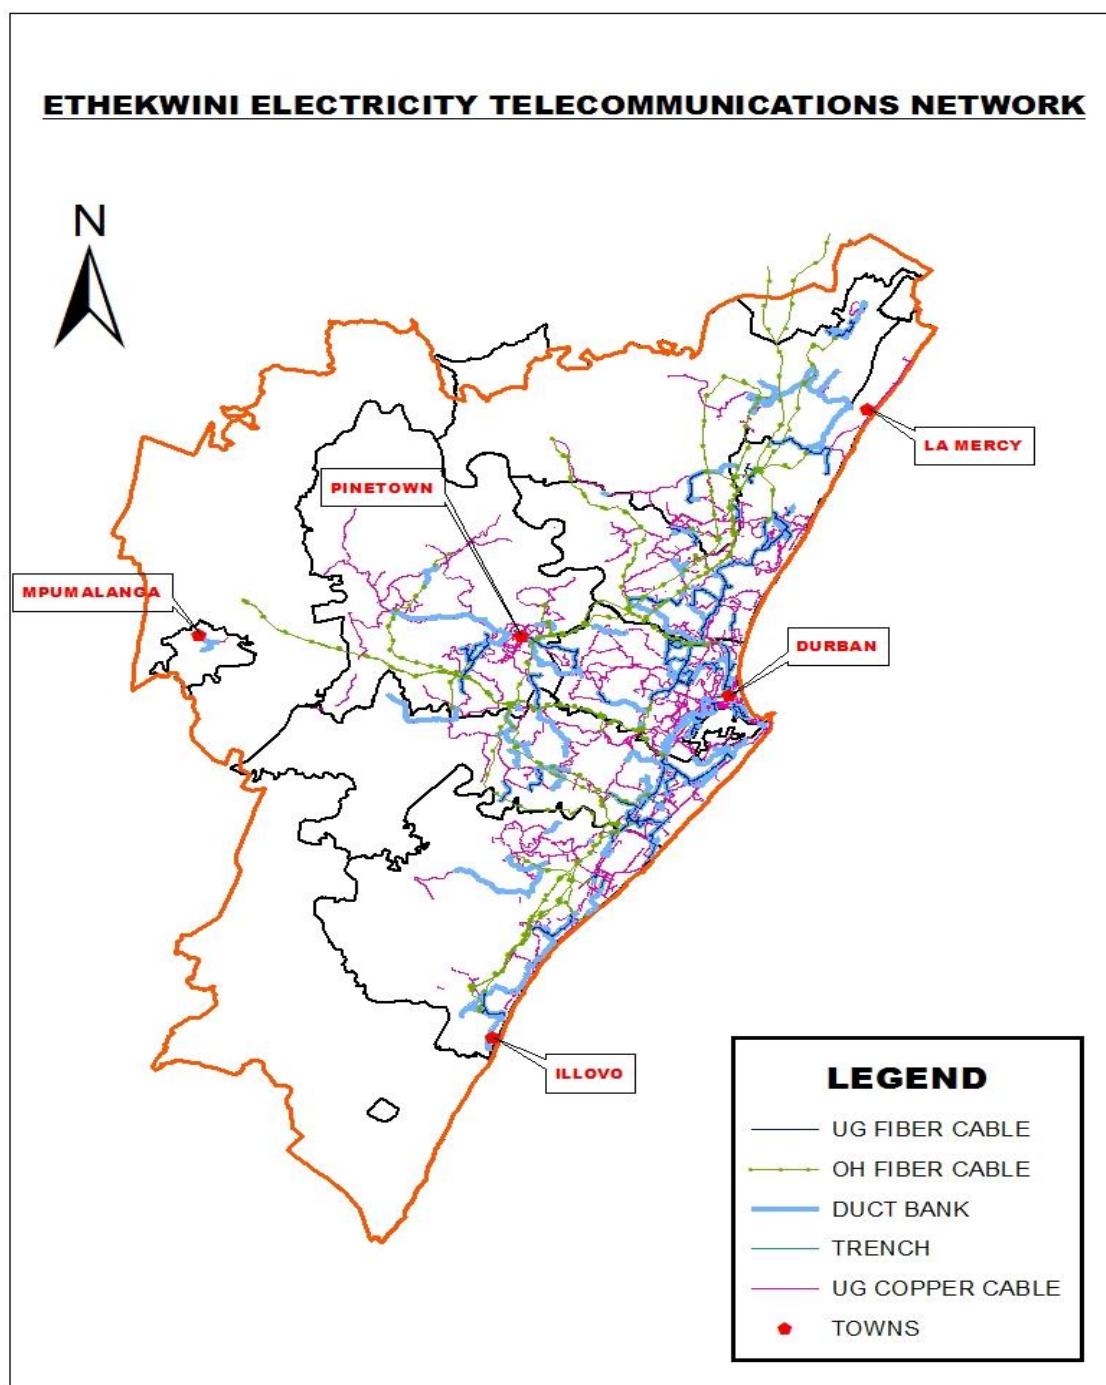 ETHEKWINI ELECTRICITY TELECOMMUNICATIONS NETWORK
N
LA MERCY
PINETOWN
MPUMALANGA
DURBAN
ILLOVO
LEGEND
UG FIBER CABLE
OH FIBER CABLE
DUCT BANK
TRENCH
UG COPPER CABLE
TOWNS